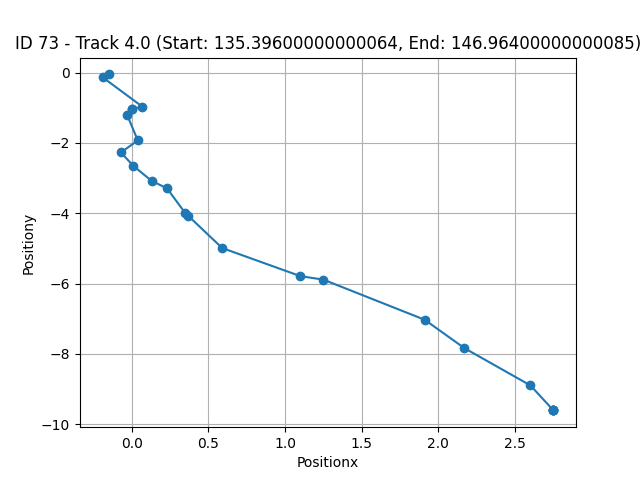 ID 73 - Track 4.0 (Start: 135.39600000000064, End: 146.96400000000085)
0
−2
−4
−6
−8
−10
Positiony
0.0 0.5 1.0 1.5 2.0 2.5
Positionx